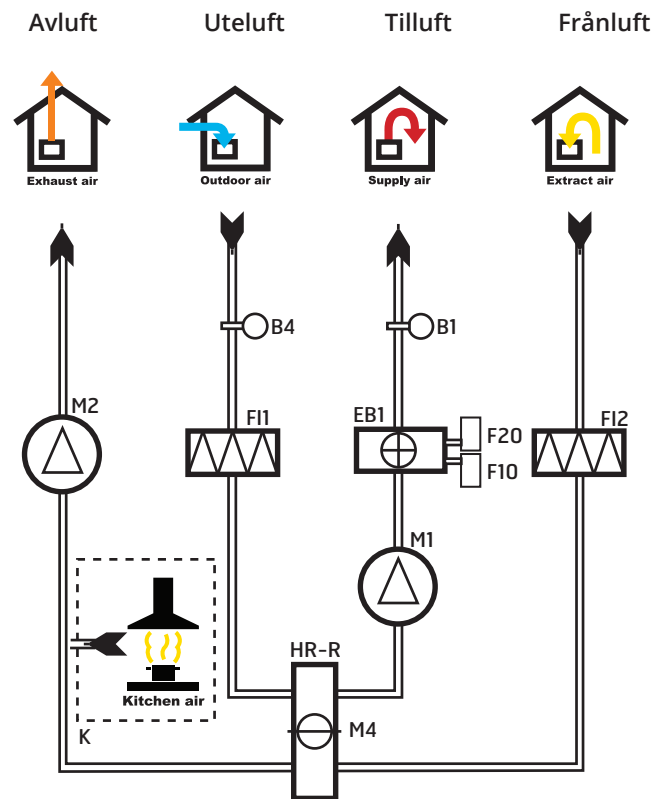 Avluft Uteluft Tilluft Frånluft
Exhaust air Outdoor air Supply air Extract air
B4 B1
M2 FI1 EB1 FI2
F20
F10
M1
HR-R
Kitchen air
K M4